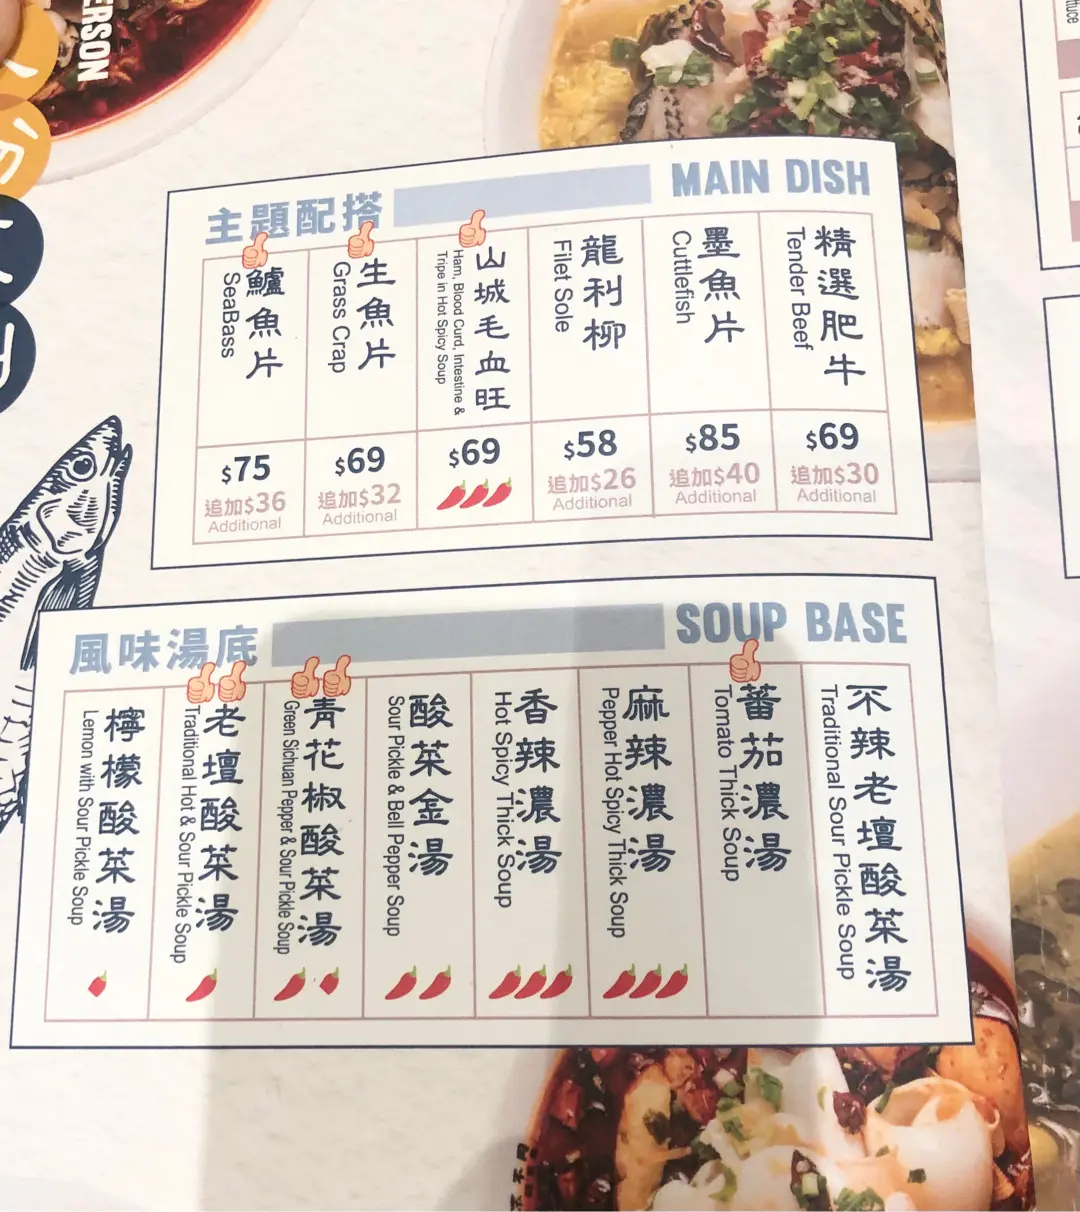 ERSON
主題配搭
MAIN DISH
鱸魚片
SeaBass
$75
追加$36
Additional
生魚片
Grass Crap
$69
追加$32
Additional
山城毛血旺
Ham, Blood Curd, Intestine &
Tripe in Hot Spicy Soup
$69
龍利柳
Filet Sole
$58
追加$26
Additional
墨魚片
Cuttlefish
$85
追加$40
Additional
精選肥牛
Tender Beef
$69
追加$30
Additional
風味湯底
SOUP BASE
檸檬酸菜湯
Lemon with Sour Pickle Soup
老壇酸菜湯
Traditional Hot & Sour Pickle Soup
青花椒酸菜湯
Green Sichuan Pepper & Sour Pickle Soup
酸菜金湯
Sour Pickle & Bell Pepper Soup
香辣濃湯
Hot Spicy Thick Soup
麻辣濃湯
Pepper Hot Spicy Thick Soup
蕃茄濃湯
Tomato Thick Soup
不辣老壇酸菜湯
Traditional Sour Pickle Soup